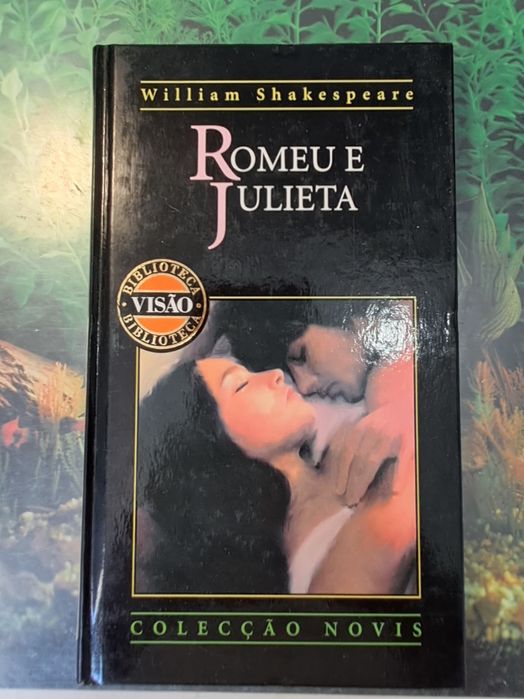 William Shakespeare
ROMEU E
JULIETA
BIBLIOTECA
VISÃO
BIBLIOTECA
COLECÇÃO NOVIS